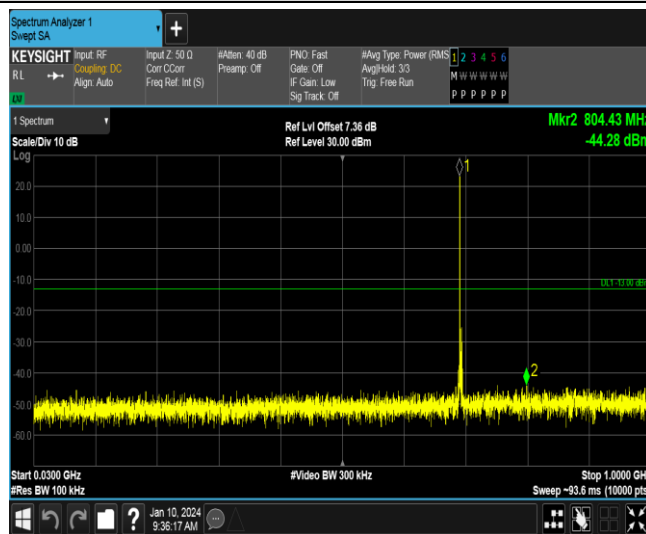 Spectrum Analyzer 1
Swept SA
+
KEYSIGHT
RL
LXI
Input: RF
Coupling: DC
Align: Auto
Input Z: 50 Ω
Corr CCorr
Freq Ref: Int (S)
#Atten: 40 dB
Preamp: Off
PNO: Fast
Gate: Off
IF Gain: Low
Sig Track: Off
#Avg Type: Power (RMS
Avg|Hold: 3/3
Trig: Free Run
1 2 3 4 5 6
M W W W W W
P P P P P P
1 Spectrum
Scale/Div 10 dB
Ref Lvl Offset 7.36 dB
Ref Level 30.00 dBm
Mkr2 804.43 MHz
-44.28 dBm
Log
1
20.0
10.0
0.00
-10.0
DL1 -13.00 dBm
-20.0
-30.0
-40.0
2
-50.0
-60.0
Start 0.0300 GHz
#Video BW 300 kHz
Stop 1.0000 GH
#Res BW 100 kHz
Sweep ~93.6 ms (10000 pts
?
Jan 10, 2024
9:36:17 AM